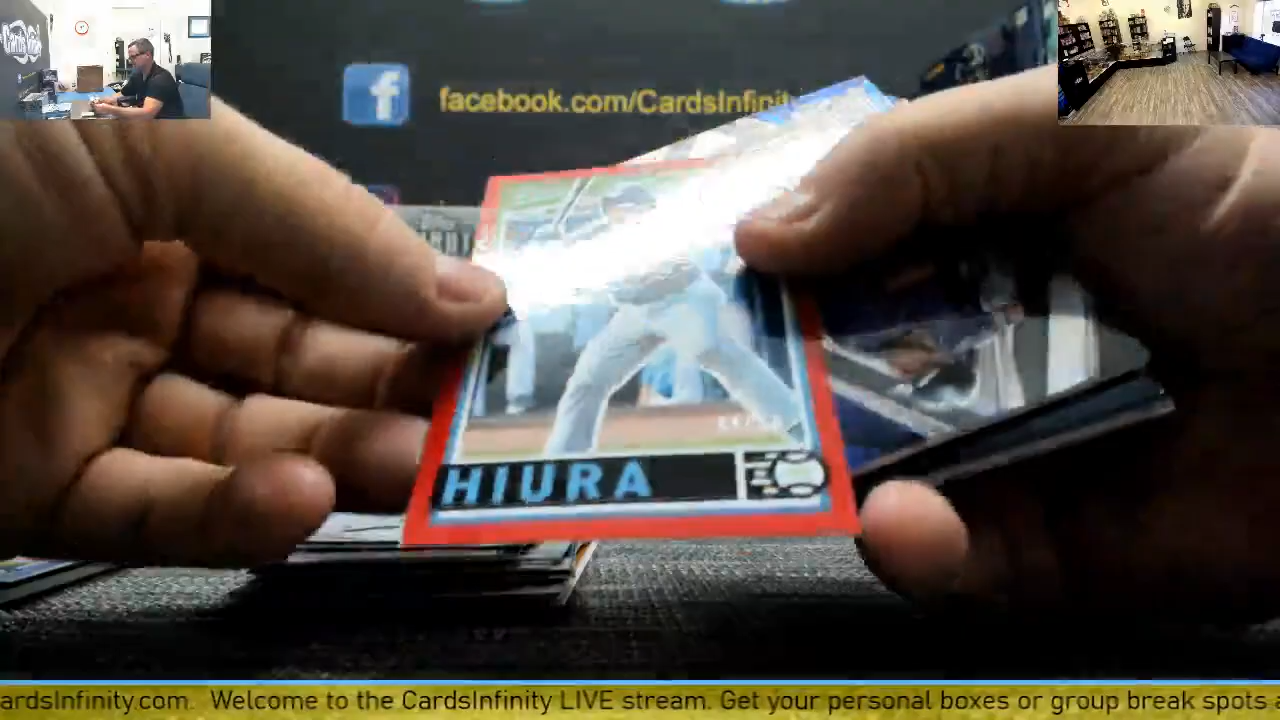 facebook.com/CardsInfinit
HIURA
ardsInfinity.com. Welcome to the CardsInfinity LIVE stream. Get your personal boxes or group break spots a